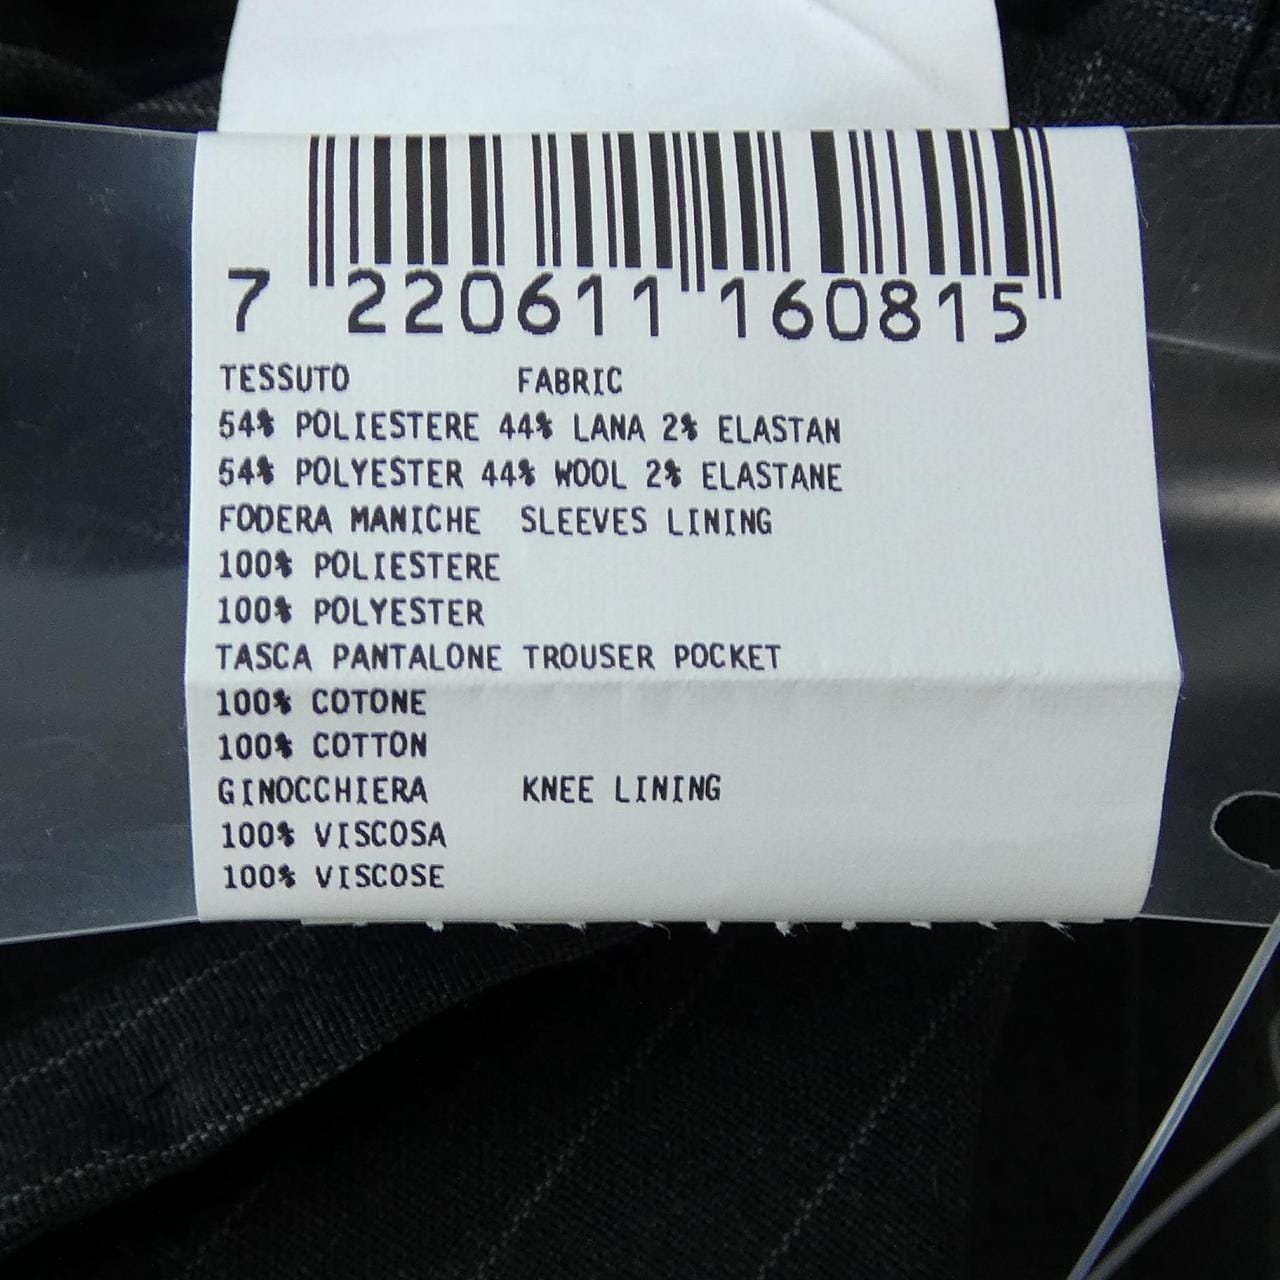 7 220611 160815
TESSUTO FABRIC
54% POLIESTERE 44% LANA 2% ELASTAN
54% POLYESTER 44% WOOL 2% ELASTANE
FODERA MANICHE SLEEVES LINING
100% POLIESTERE
100% POLYESTER
TASCA PANTALONE TROUSER POCKET
100% COTONE
100% COTTON
GINOCCHIERA KNEE LINING
100% VISCOSA
100% VISCOSE